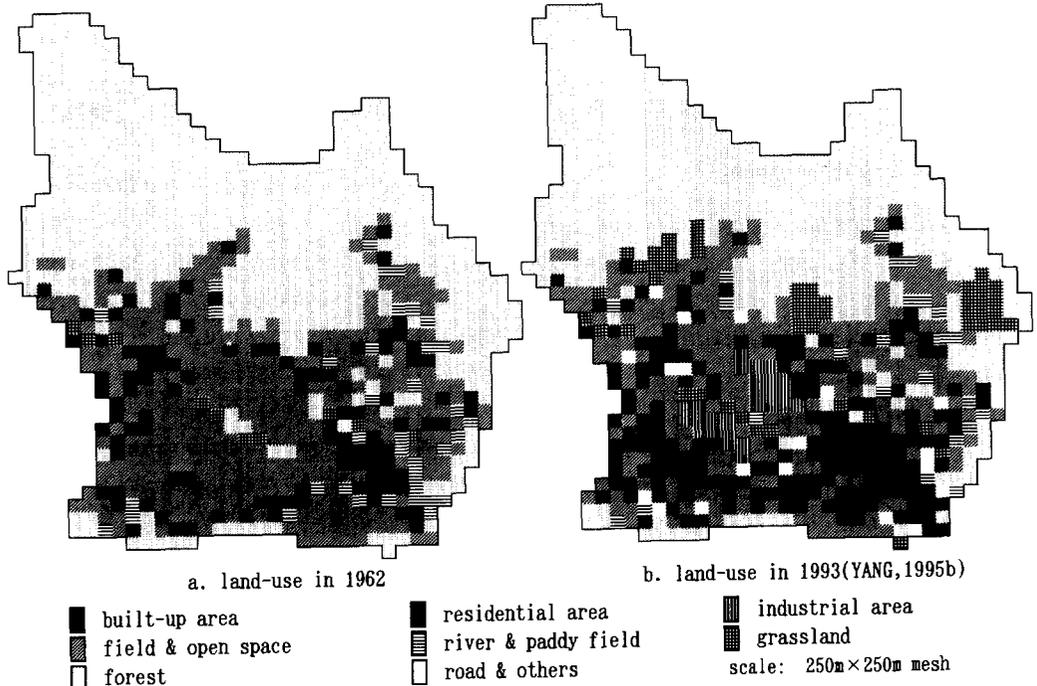 a. land-use in 1962
b. land-use in 1993(YANG,1995b)
built-up area
field & open space
forest
residential area
river & paddy field
road & others
industrial area
grassland
scale: 250m×250m mesh